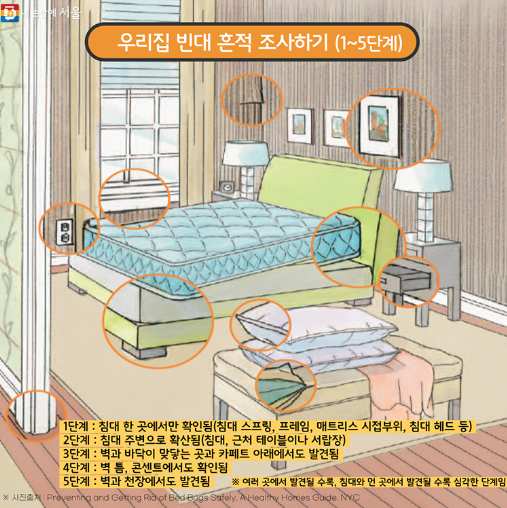 내 손안에 서울
우리집 빈대 흔적 조사하기 (1~5단계)
1단계 : 침대 한 곳에서만 확인됨(침대 스프링, 프레임, 매트리스 시접부위, 침대 헤드 등)
2단계 : 침대 주변으로 확산됨(침대, 근처 테이블이나 서랍장)
3단계 : 벽과 바닥이 맞닿는 곳과 카페트 아래에서도 발견됨
4단계 : 벽 틈, 콘센트에서도 확인됨
5단계 : 벽과 천장에서도 발견됨
※ 여러 곳에서 발견될 수록, 침대와 먼 곳에서 발견될 수록 심각한 단계임
※ 사진출처 : Preventing and Getting Rid of Bed Bags Safely, A Healthy Homes Guide, NYC